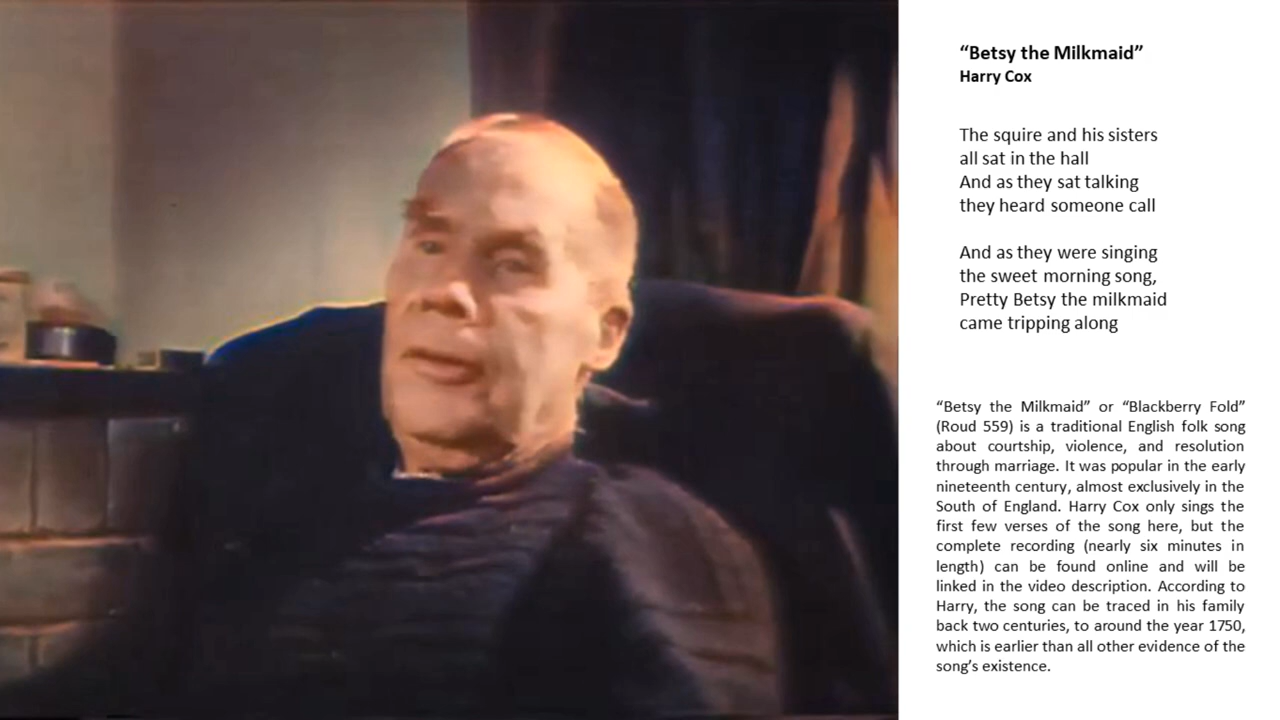 “Betsy the Milkmaid”
Harry Cox
The squire and his sisters
all sat in the hall
And as they sat talking
they heard someone call
And as they were singing
the sweet morning song,
Pretty Betsy the milkmaid
came tripping along
“Betsy the Milkmaid” or “Blackberry Fold”
(Roud 559) is a traditional English folk song
about courtship, violence, and resolution
through marriage. It was popular in the early
nineteenth century, almost exclusively in the
South of England. Harry Cox only sings the
first few verses of the song here, but the
complete recording (nearly six minutes in
length) can be found online and will be
linked in the video description. According to
Harry, the song can be traced in his family
back two centuries, to around the year 1750,
which is earlier than all other evidence of the
song’s existence.